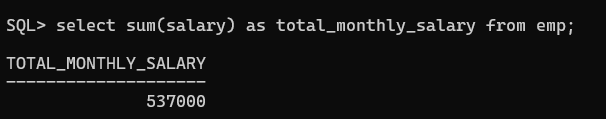 SQL> select sum(salary) as total_monthly_salary from emp;
TOTAL_MONTHLY_SALARY
--------------------
537000